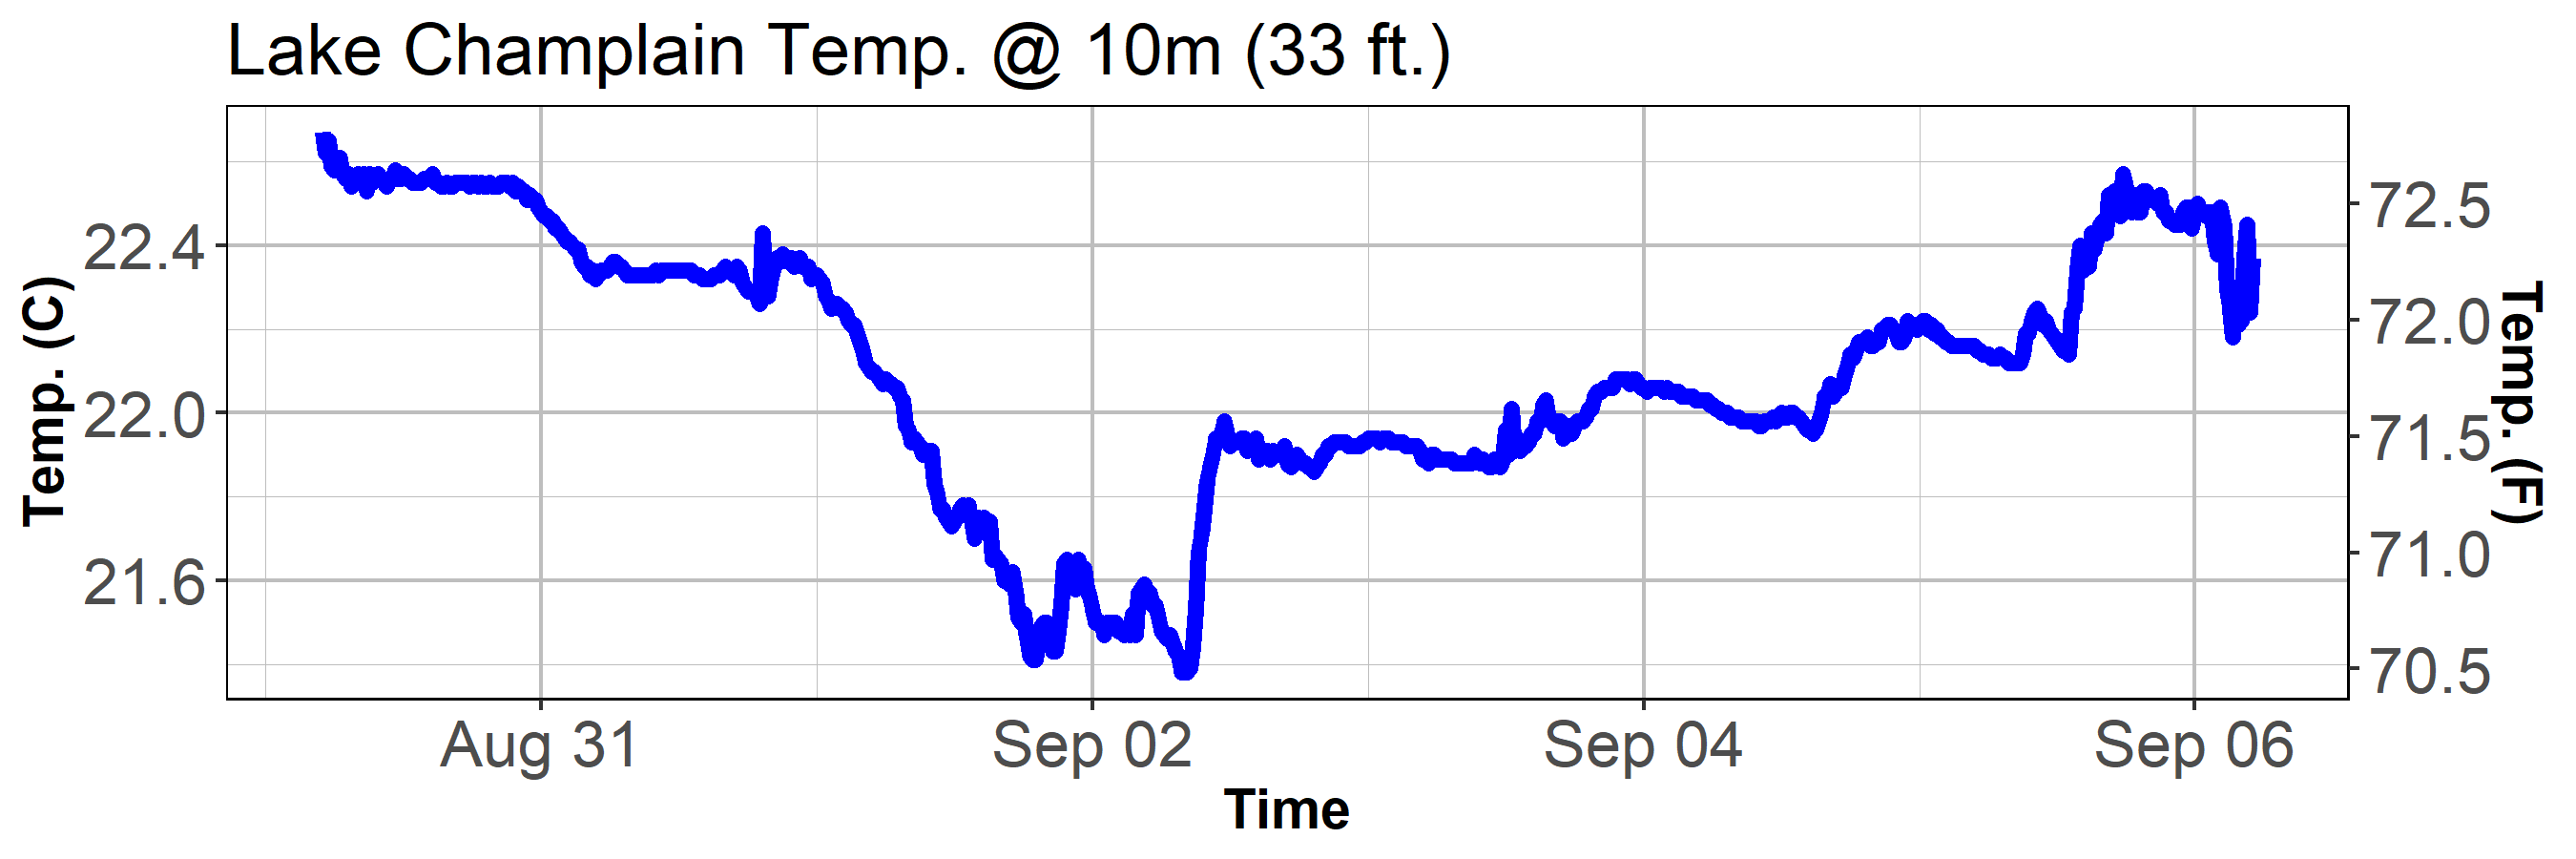 Lake Champlain Temp. @ 10m (33 ft.)
Temp. (C)
22.4
22.0
21.6
72.5
72.0
71.5
71.0
70.5
Temp. (F)
Aug 31
Sep 02
Sep 04
Sep 06
Time